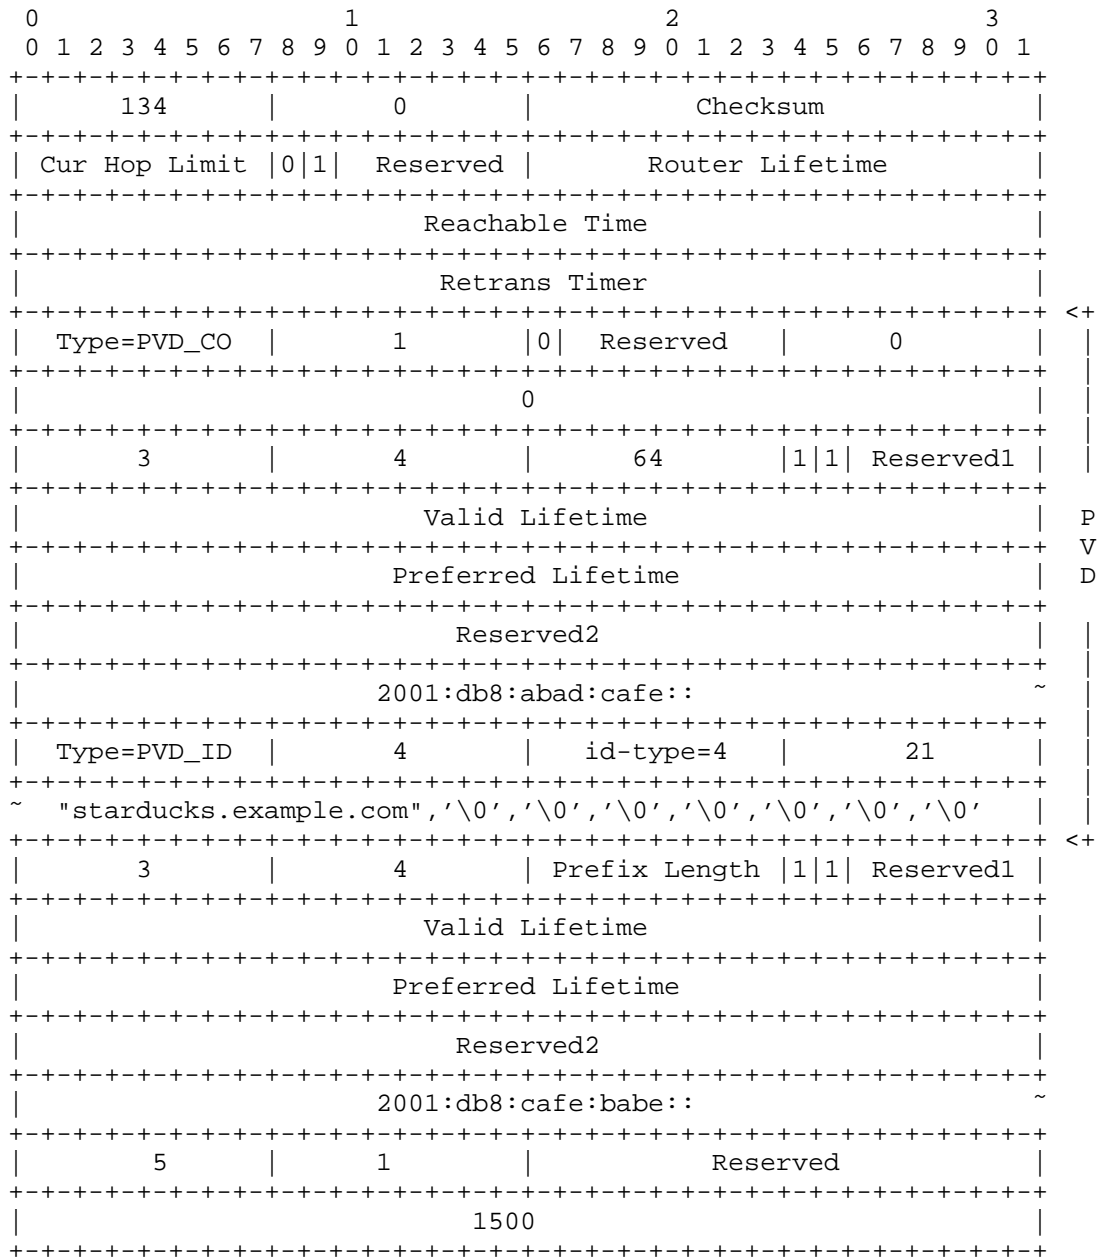 0                   1                   2                   3
 0 1 2 3 4 5 6 7 8 9 0 1 2 3 4 5 6 7 8 9 0 1 2 3 4 5 6 7 8 9 0 1
+-+-+-+-+-+-+-+-+-+-+-+-+-+-+-+-+-+-+-+-+-+-+-+-+-+-+-+-+-+-+-+-+
|      134      |       0       |          Checksum             |
+-+-+-+-+-+-+-+-+-+-+-+-+-+-+-+-+-+-+-+-+-+-+-+-+-+-+-+-+-+-+-+-+
| Cur Hop Limit |0|1|  Reserved |       Router Lifetime         |
+-+-+-+-+-+-+-+-+-+-+-+-+-+-+-+-+-+-+-+-+-+-+-+-+-+-+-+-+-+-+-+-+
|                         Reachable Time                        |
+-+-+-+-+-+-+-+-+-+-+-+-+-+-+-+-+-+-+-+-+-+-+-+-+-+-+-+-+-+-+-+-+
|                          Retrans Timer                        |
+-+-+-+-+-+-+-+-+-+-+-+-+-+-+-+-+-+-+-+-+-+-+-+-+-+-+-+-+-+-+-+-+ <+
|  Type=PVD_CO  |       1       |0|  Reserved   |      0        |  |
+-+-+-+-+-+-+-+-+-+-+-+-+-+-+-+-+-+-+-+-+-+-+-+-+-+-+-+-+-+-+-+-+  |
|                               0                               |  |
+-+-+-+-+-+-+-+-+-+-+-+-+-+-+-+-+-+-+-+-+-+-+-+-+-+-+-+-+-+-+-+-+  |
|       3       |       4       |      64       |1|1| Reserved1 |  |
+-+-+-+-+-+-+-+-+-+-+-+-+-+-+-+-+-+-+-+-+-+-+-+-+-+-+-+-+-+-+-+-+
|                         Valid Lifetime                        |  P
+-+-+-+-+-+-+-+-+-+-+-+-+-+-+-+-+-+-+-+-+-+-+-+-+-+-+-+-+-+-+-+-+  V
|                       Preferred Lifetime                      |  D
+-+-+-+-+-+-+-+-+-+-+-+-+-+-+-+-+-+-+-+-+-+-+-+-+-+-+-+-+-+-+-+-+
|                           Reserved2                           |  |
+-+-+-+-+-+-+-+-+-+-+-+-+-+-+-+-+-+-+-+-+-+-+-+-+-+-+-+-+-+-+-+-+  |
|                      2001:db8:abad:cafe::                     ~  |
+-+-+-+-+-+-+-+-+-+-+-+-+-+-+-+-+-+-+-+-+-+-+-+-+-+-+-+-+-+-+-+-+  |
|  Type=PVD_ID  |       4       |   id-type=4   |       21      |  |
+-+-+-+-+-+-+-+-+-+-+-+-+-+-+-+-+-+-+-+-+-+-+-+-+-+-+-+-+-+-+-+-+  |
~  "starducks.example.com",'\0','\0','\0','\0','\0','\0','\0'   |  |
+-+-+-+-+-+-+-+-+-+-+-+-+-+-+-+-+-+-+-+-+-+-+-+-+-+-+-+-+-+-+-+-+ <+
|       3       |       4       | Prefix Length |1|1| Reserved1 |
+-+-+-+-+-+-+-+-+-+-+-+-+-+-+-+-+-+-+-+-+-+-+-+-+-+-+-+-+-+-+-+-+
|                         Valid Lifetime                        |
+-+-+-+-+-+-+-+-+-+-+-+-+-+-+-+-+-+-+-+-+-+-+-+-+-+-+-+-+-+-+-+-+
|                       Preferred Lifetime                      |
+-+-+-+-+-+-+-+-+-+-+-+-+-+-+-+-+-+-+-+-+-+-+-+-+-+-+-+-+-+-+-+-+
|                           Reserved2                           |
+-+-+-+-+-+-+-+-+-+-+-+-+-+-+-+-+-+-+-+-+-+-+-+-+-+-+-+-+-+-+-+-+
|                      2001:db8:cafe:babe::                     ~
+-+-+-+-+-+-+-+-+-+-+-+-+-+-+-+-+-+-+-+-+-+-+-+-+-+-+-+-+-+-+-+-+
|        5      |      1        |           Reserved            |
+-+-+-+-+-+-+-+-+-+-+-+-+-+-+-+-+-+-+-+-+-+-+-+-+-+-+-+-+-+-+-+-+
|                            1500                               |
+-+-+-+-+-+-+-+-+-+-+-+-+-+-+-+-+-+-+-+-+-+-+-+-+-+-+-+-+-+-+-+-+